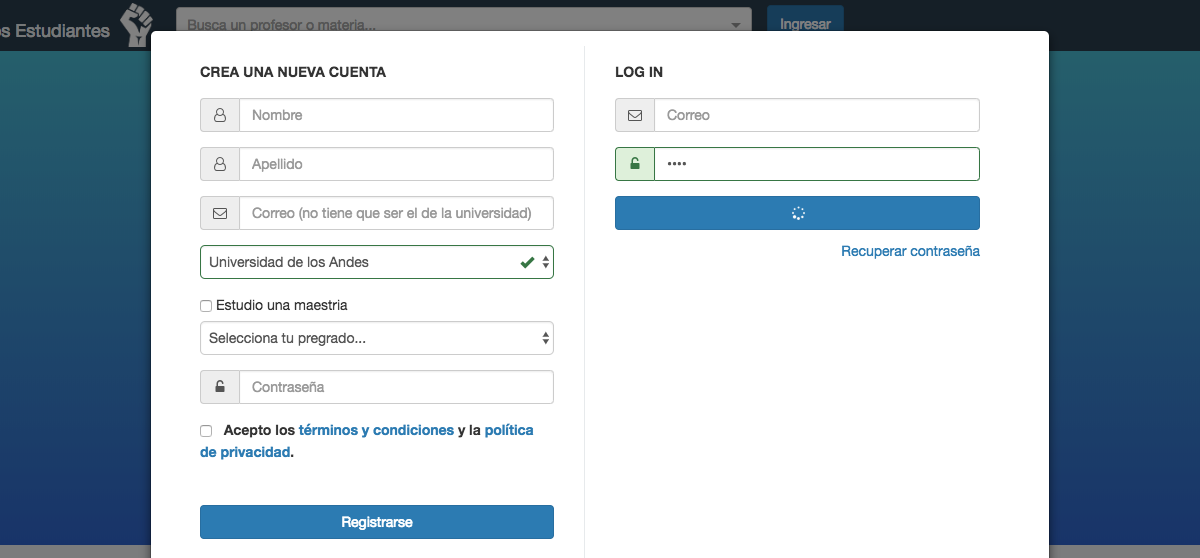 s Estudiantes
Busca un profesor o materia...
Ingresar
CREA UNA NUEVA CUENTA
Nombre
Apellido
Correo (no tiene que ser el de la universidad)
Universidad de los Andes
Estudio una maestria
Selecciona tu pregrado...
Contraseña
Acepto los términos y condiciones y la política
de privacidad.
Registrarse
LOG IN
Correo
••••
Recuperar contraseña